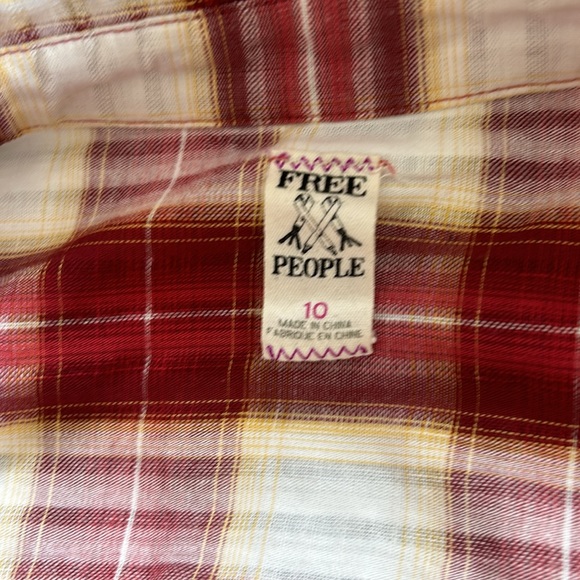 FREE
PEOPLE
10
MADE IN CHINA
FABRIQUE EN CHINE